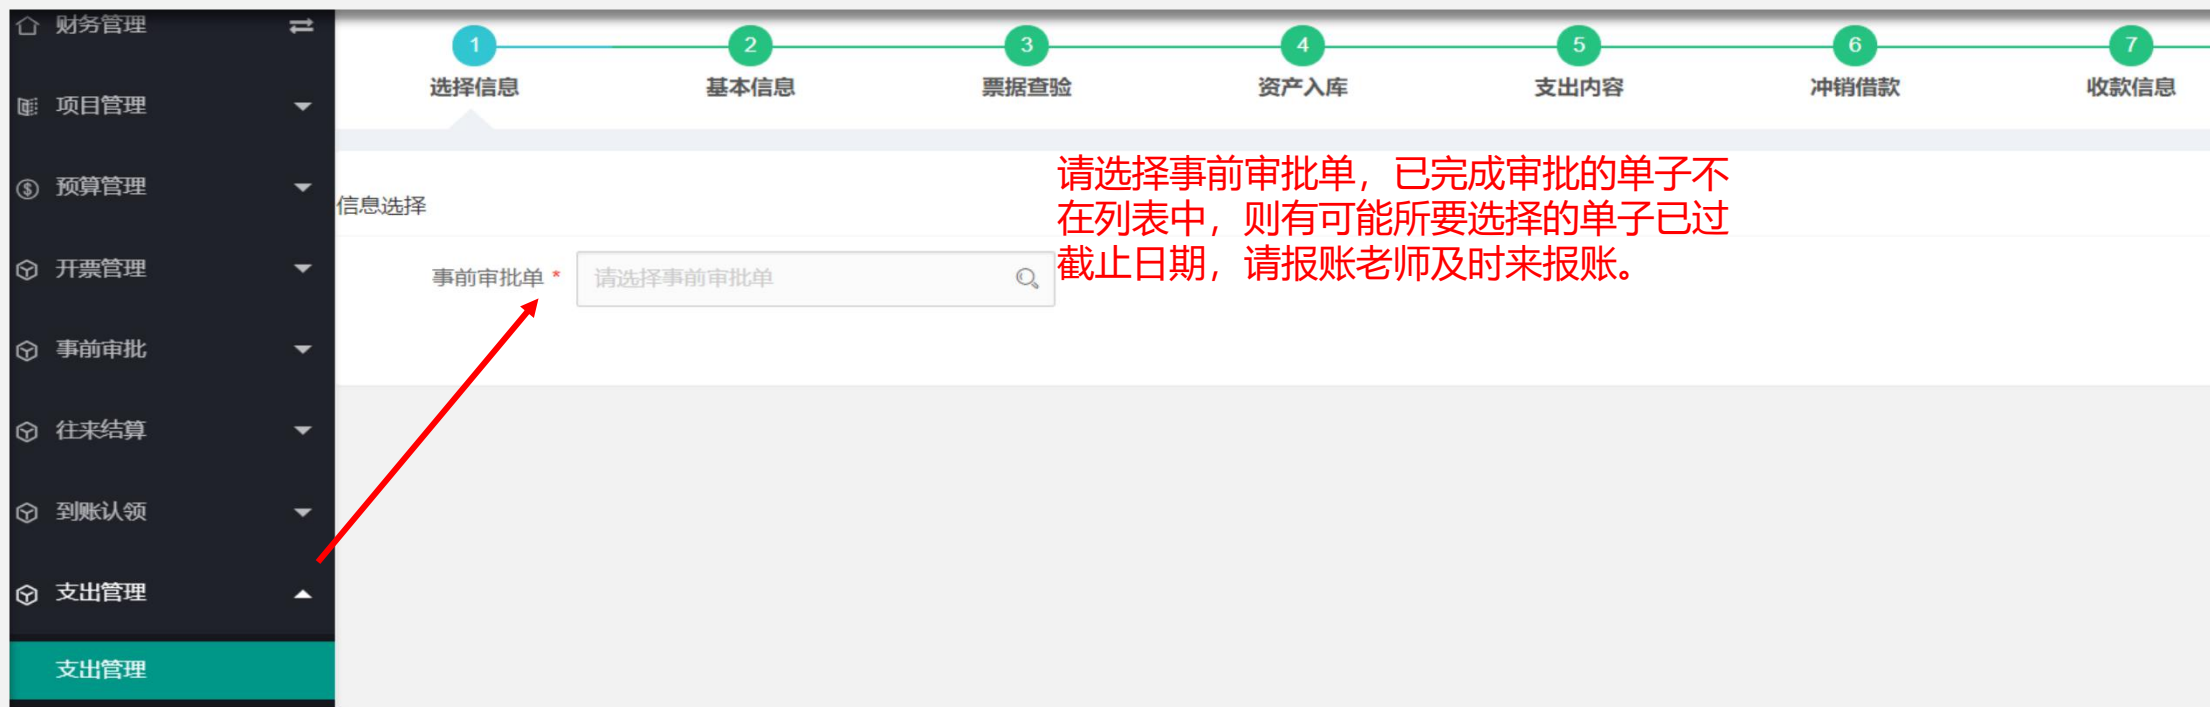 财务管理
项目管理
预算管理
开票管理
事前审批
往来结算
到账认领
支出管理
支出管理
1 2 3 4 5 6 7
选择信息 基本信息 票据查验 资产入库 支出内容 冲销借款 收款信息
信息选择
事前审批单 * 请选择事前审批单
请选择事前审批单，已完成审批的单子不
在列表中，则有可能所要选择的单子已过
截止日期，请报账老师及时来报账。